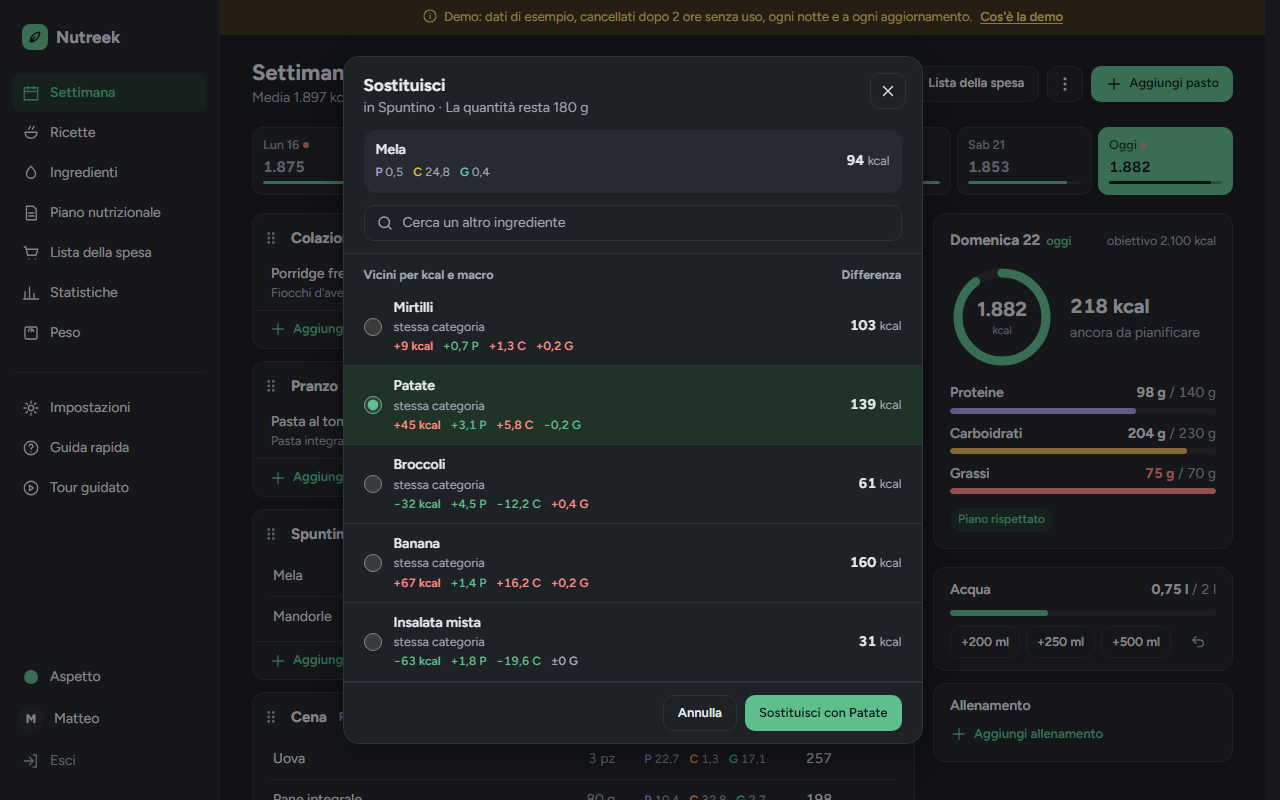 Nutreek
Settimana
Ricette
Ingredienti
Piano nutrizionale
Lista della spesa
Statistiche
Peso
Impostazioni
Guida rapida
Tour guidato
Aspetto
M Matteo
Esci
Demo: dati di esempio, cancellati dopo 2 ore senza uso, ogni notte e a ogni aggiornamento. Cos'è la demo
Lista della spesa
Aggiungi pasto
Media 1.897
Lun 16
1.875
Sab 21
1.853
Oggi
1.882
Sostituisci
in Spuntino · La quantità resta 180 g
Mela
P 0,5 C 24,8 G 0,4
94 kcal
Cerca un altro ingrediente
Vicini per kcal e macro Differenza
Mirtilli
stessa categoria
+9 kcal +0,7 P +1,3 C +0,2 G
103 kcal
Patate
stessa categoria
+45 kcal +3,1 P +5,8 C −0,2 G
139 kcal
Broccoli
stessa categoria
−32 kcal +4,5 P −12,2 C +0,4 G
61 kcal
Banana
stessa categoria
+67 kcal +1,4 P +16,2 C +0,2 G
160 kcal
Insalata mista
stessa categoria
−63 kcal +1,8 P −19,6 C ±0 G
31 kcal
Annulla
Sostituisci con Patate
Porridge
Fiocchi
Pranzo
Pasta al
Pasta
Mela
Mandorle
Cena
Uova 3 pz P 22,7 C 1,3 G 17,1 257
Pane integrale 80 g P 10,4 C 32,8 G 2,7 198
Domenica 22 oggi obiettivo 2.100 kcal
1.882
kcal
218 kcal
ancora da pianificare
Proteine 98 g / 140 g
Carboidrati 204 g / 230 g
Grassi 75 g / 70 g
Piano rispettato
Acqua 0,75 l / 2 l
+200 ml +250 ml +500 ml
Allenamento
Aggiungi allenamento